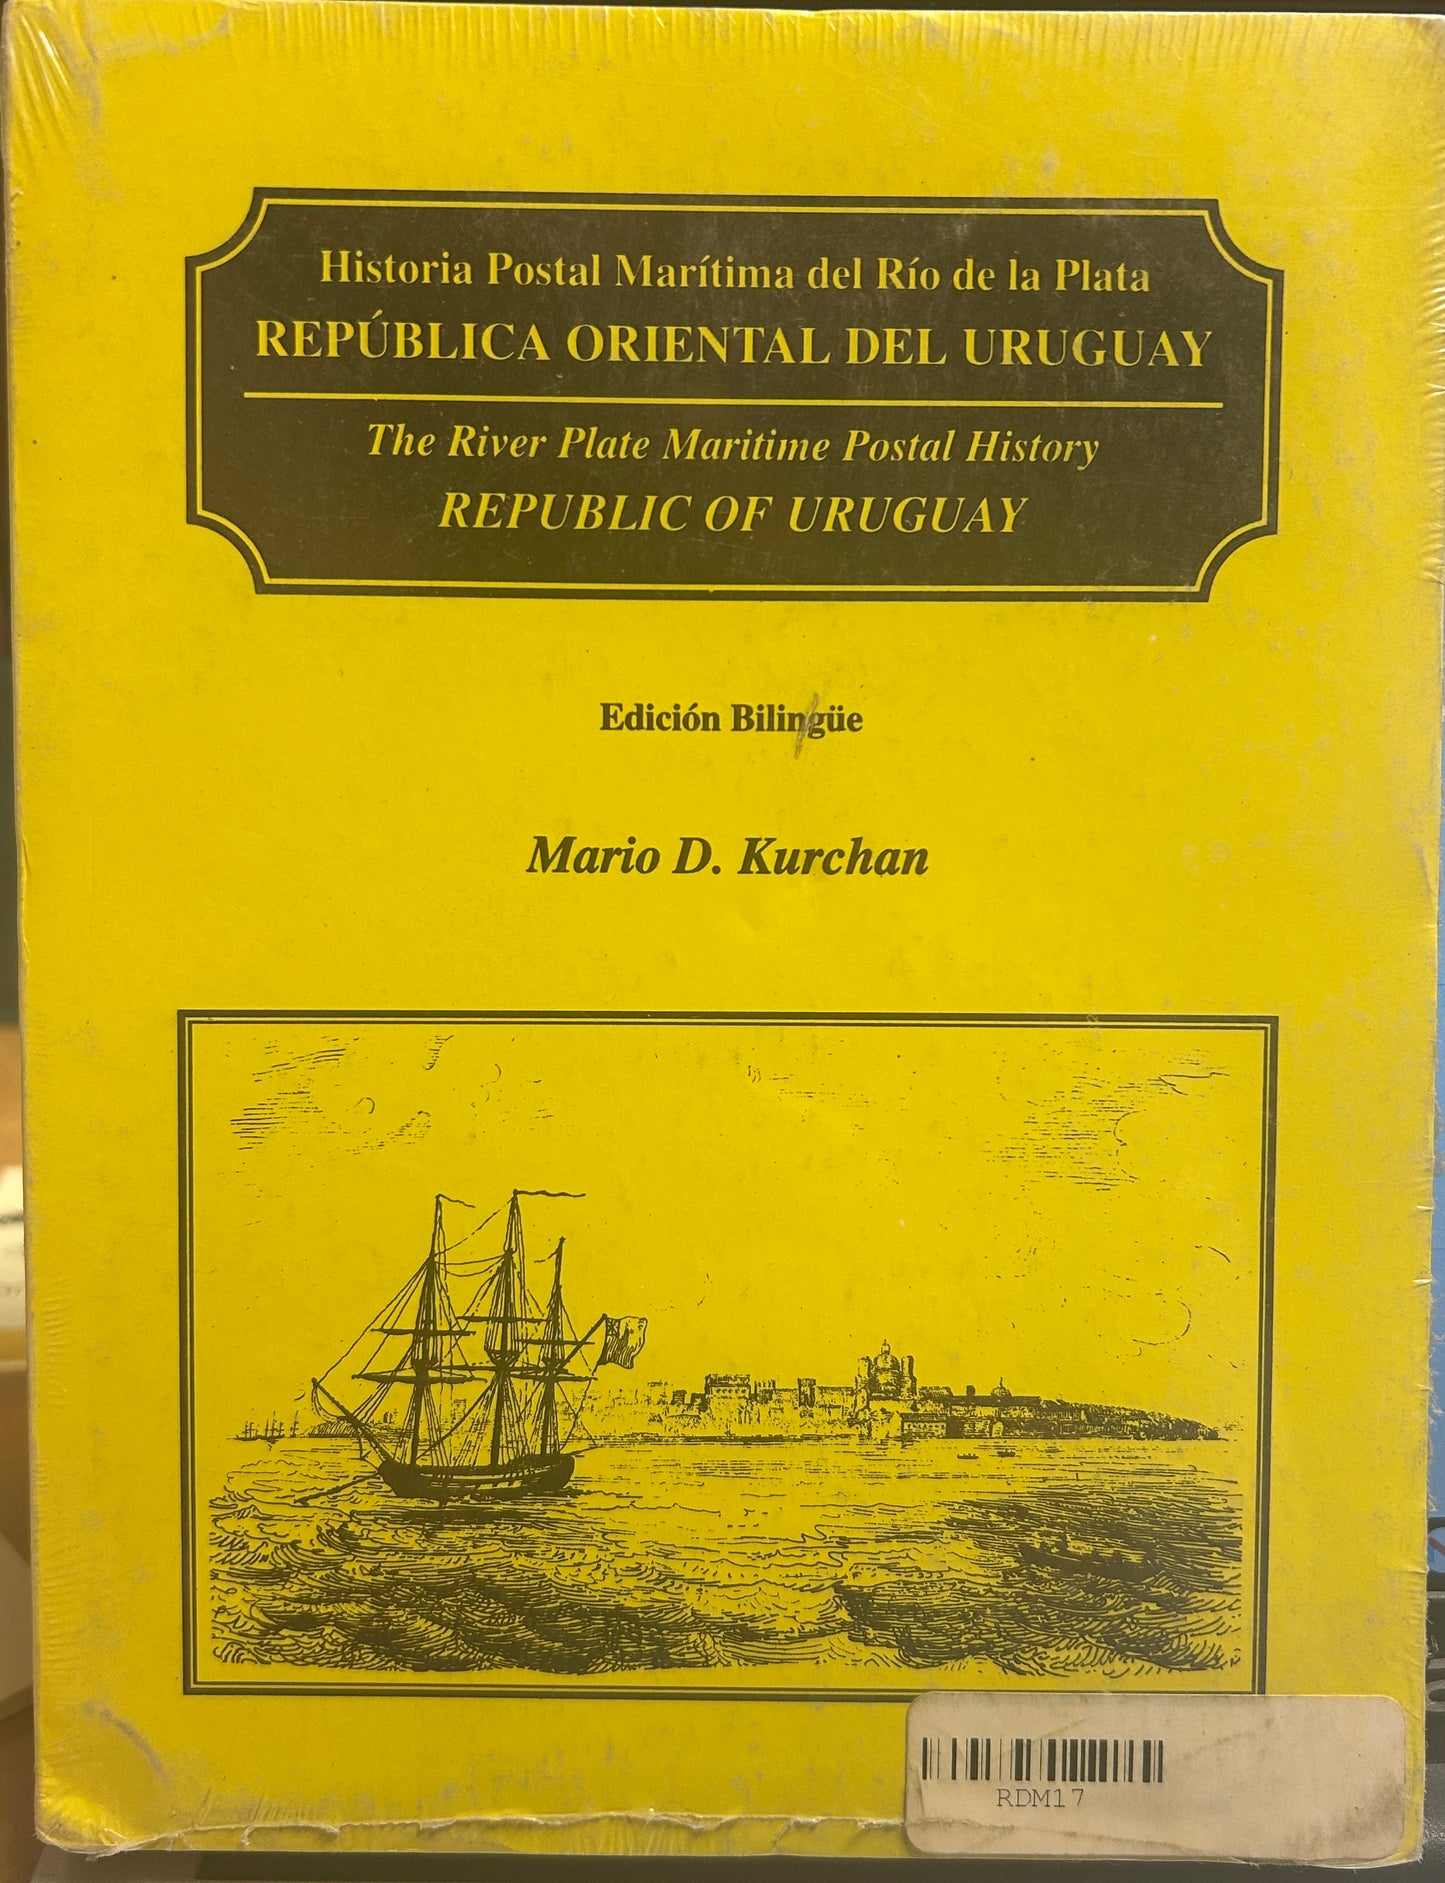 Historia Postal Marítima del Río de la Plata
REPÚBLICA ORIENTAL DEL URUGUAY
The River Plate Maritime Postal History
REPUBLIC OF URUGUAY
Edición Bilingüe
Mario D. Kurchan
RDM17